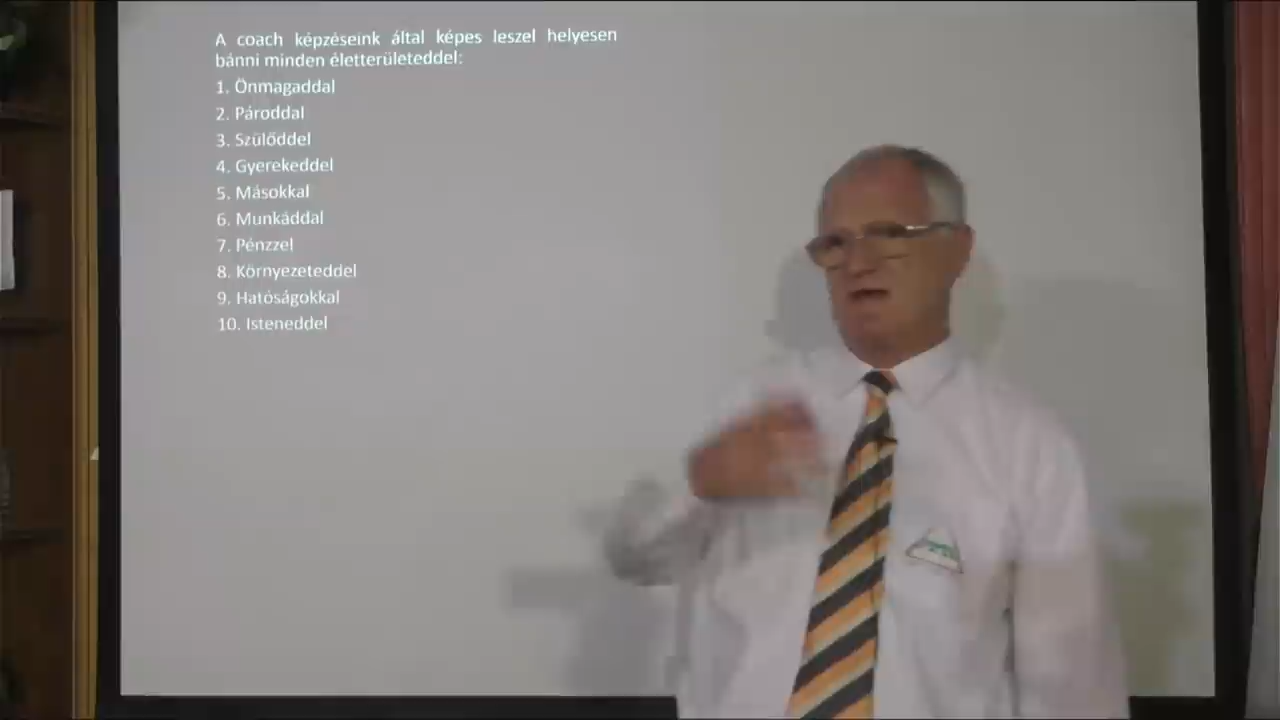 A coach képzéseink által képes leszel helyesen
bánni minden életterületeddel:
1. Önmagaddal
2. Pároddal
3. Szülőddel
4. Gyerekeddel
5. Másokkal
6. Munkáddal
7. Pénzzel
8. Környezeteddel
9. Hatóságokkal
10. Isteneddel